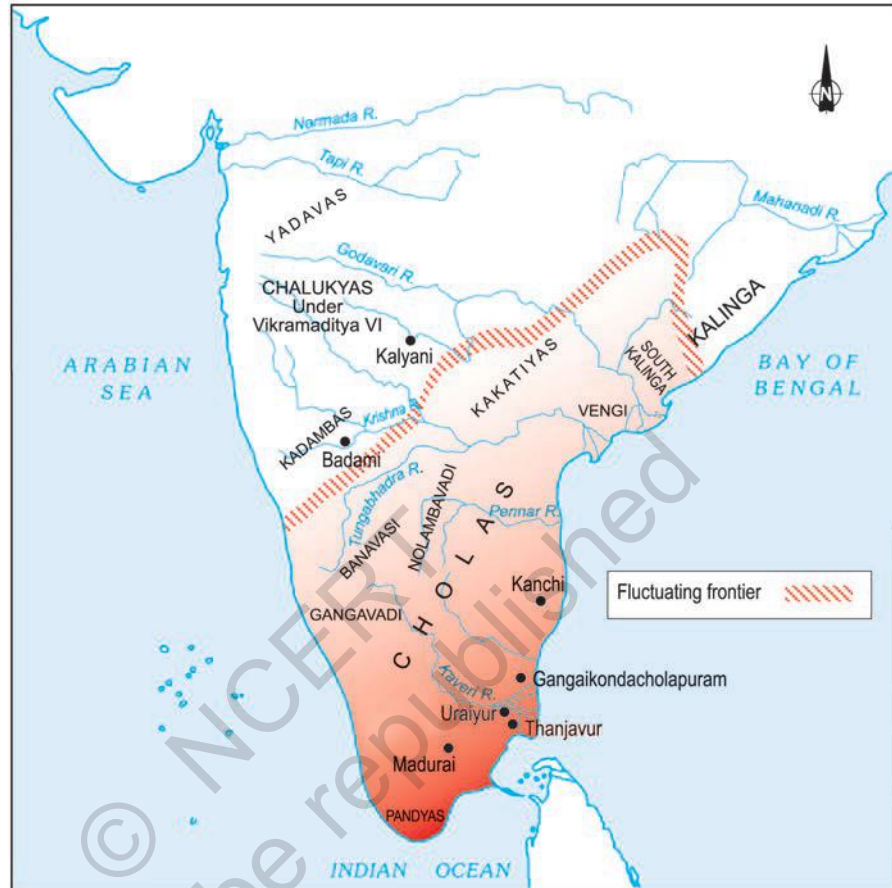 N
Narmada R.
Tapi R.
Mahanadi R.
YADAVAS
Godavari R.
CHALUKYAS
Under
Vikramaditya VI
Kalyani
KALINGA
SOUTH
KALINGA
ARABIAN
SEA
BAY OF
BENGAL
KAKATIYAS
VENGI
KADAMBAS
Krishna R.
Badami
Tungabhadra R.
NOLAMBAVADI
Pennar R.
BANAVASI
CHOLAS
Kanchi
Fluctuating frontier
GANGAVADI
Gangaikondacholapuram
Kaveri R.
Uraiyur
Thanjavur
Madurai
PANDYAS
INDIAN OCEAN
© NCERT
be republished